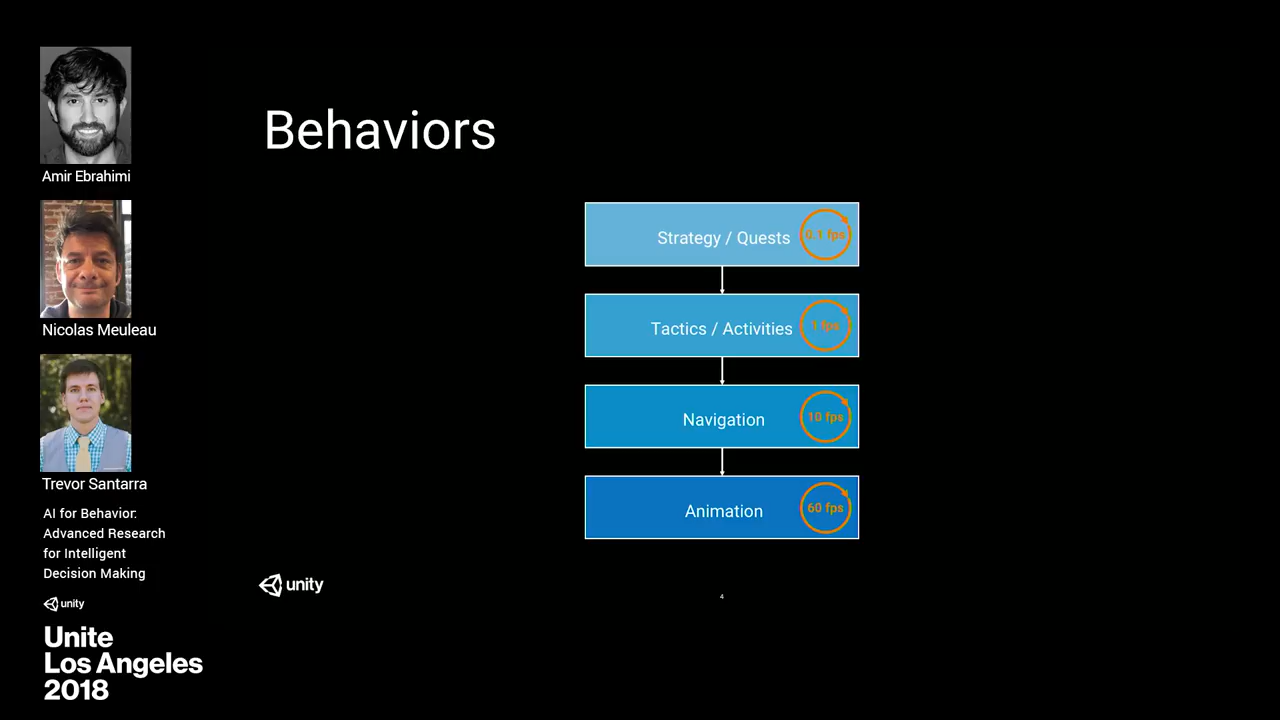 Amir Ebrahimi
Nicolas Meuleau
Trevor Santarra
AI for Behavior:
Advanced Research
for Intelligent
Decision Making
unity
Unite
Los Angeles
2018
Behaviors
Strategy / Quests
0.1 fps
Tactics / Activities
1 fps
Navigation
10 fps
Animation
60 fps
unity
4